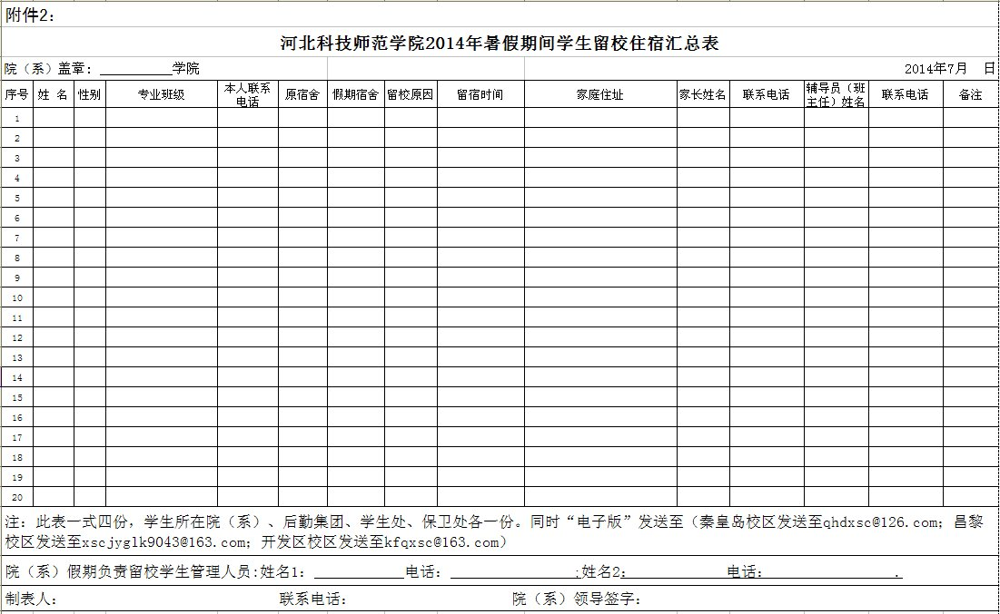 附件2：
河北科技师范学院2014年暑假期间学生留校住宿汇总表
院（系）盖章：__________学院 2014年7月 日
序号 姓 名 性别 专业班级 本人联系电话 原宿舍 假期宿舍 留校原因 留宿时间 家庭住址 家长姓名 联系电话 辅导员（班主任）姓名 联系电话 备注
1
2
3
4
5
6
7
8
9
10
11
12
13
14
15
16
17
18
19
20
注：此表一式四份，学生所在院（系）、后勤集团、学生处、保卫处各一份。同时“电子版”发送至（秦皇岛校区发送至qhdxsc@126.com；昌黎
校区发送至xscjyglk9043@163.com；开发区校区发送至kfqxsc@163.com）
院（系）假期负责留校学生管理人员:姓名1：____________电话：_________________;姓名2:_____________电话：__________________.
制表人： 联系电话： 院（系）领导签字：